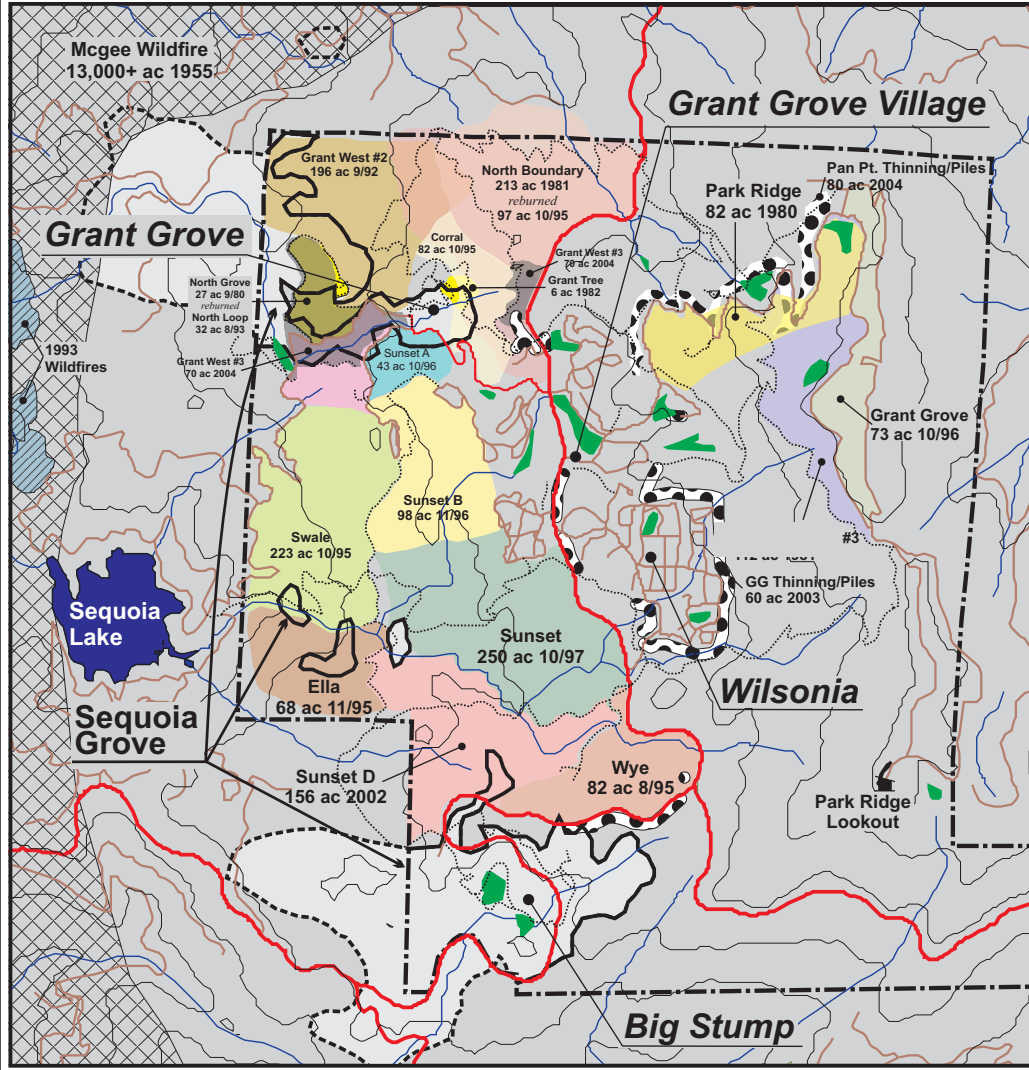 Mcgee Wildfire
13,000+ ac 1955
Grant Grove Village
Grant West #2
196 ac 9/92
North Boundary
213 ac 1981
reburned
97 ac 10/95
Pan Pt. Thinning/Piles
80 ac 2004
Park Ridge
82 ac 1980
Grant Grove
Corral
82 ac 10/95
Grant West #3
70 ac 2004
Grant Tree
6 ac 1982
North Grove
27 ac 9/80
reburned
North Loop
32 ac 8/93
1993
Wildfires
Grant West #3
70 ac 2004
Sunset A
43 ac 10/96
Grant Grove
73 ac 10/96
Sunset B
98 ac 11/96
Swale
223 ac 10/95
#3
GG Thinning/Piles
60 ac 2003
Sequoia
Lake
Sunset
250 ac 10/97
Ella
68 ac 11/95
Wilsonia
Sequoia
Grove
Sunset D
156 ac 2002
Wye
82 ac 8/95
Park Ridge
Lookout
Big Stump